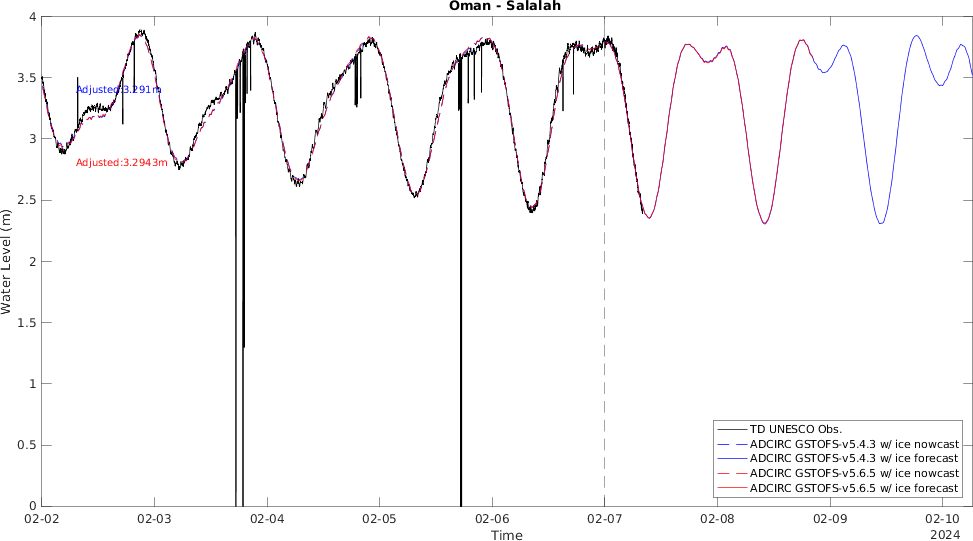 Oman - Salalah
4
3.5
3
2.5
2
1.5
1
0.5
0
Water Level (m)
Adjusted:3.291m
Adjusted:3.2943m
TD UNESCO Obs.
ADCIRC GSTOFS-v5.4.3 w/ ice nowcast
ADCIRC GSTOFS-v5.4.3 w/ ice forecast
ADCIRC GSTOFS-v5.6.5 w/ ice nowcast
ADCIRC GSTOFS-v5.6.5 w/ ice forecast
02-02 02-03 02-04 02-05 02-06 02-07 02-08 02-09 02-10
Time
2024